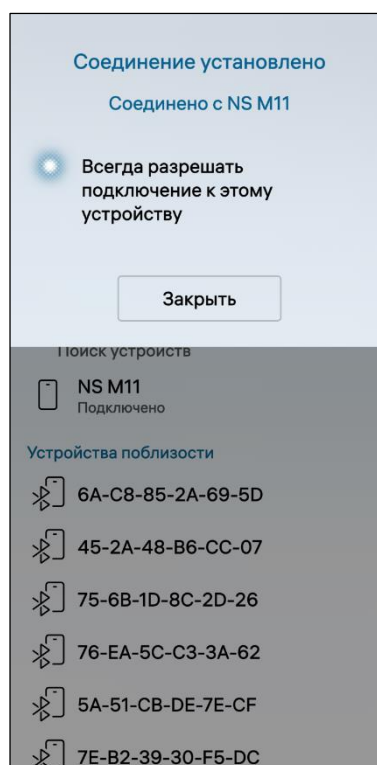 Соединение установлено
Соединено с NS M11
Всегда разрешать
подключение к этому
устройству
Закрыть
Поиск устройств
NS M11
Подключено
Устройства поблизости
6A-C8-85-2A-69-5D
45-2A-48-B6-CC-07
75-6B-1D-8C-2D-26
76-EA-5C-C3-3A-62
5A-51-CB-DE-7E-CF
7E-B2-39-30-F5-DC